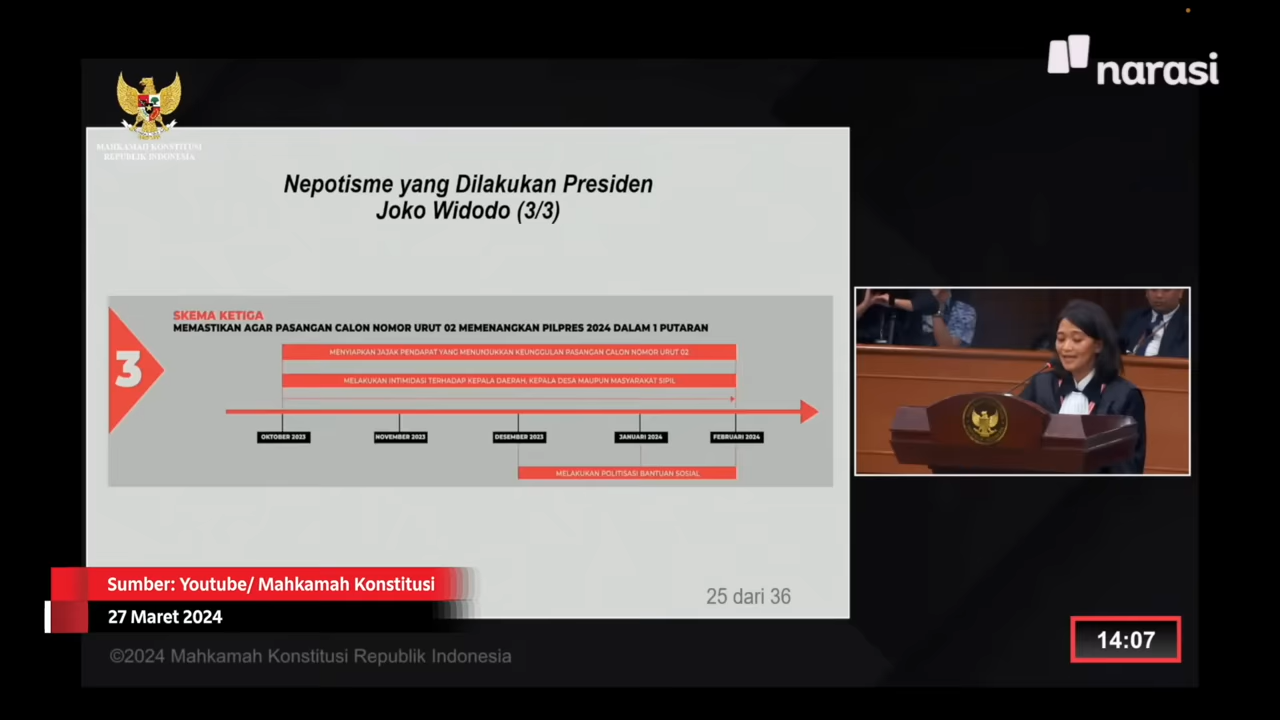 narasi
MAHKAMAH KONSTITUSI
REPUBLIK INDONESIA
Nepotisme yang Dilakukan Presiden
Joko Widodo (3/3)
3
SKEMA KETIGA
MEMASTIKAN AGAR PASANGAN CALON NOMOR URUT 02 MEMENANGKAN PILPRES 2024 DALAM 1 PUTARAN
MENYIAPKAN JAJAK PENDAPAT YANG MENUNJUKKAN KEUNGGULAN PASANGAN CALON NOMOR URUT 02
MELAKUKAN INTIMIDASI TERHADAP KEPALA DAERAH, KEPALA DESA MAUPUN MASYARAKAT SIPIL
OKTOBER 2023
NOVEMBER 2023
DESEMBER 2023
JANUARI 2024
FEBRUARI 2024
MELAKUKAN POLITISASI BANTUAN SOSIAL
25 dari 36
Sumber: Youtube/ Mahkamah Konstitusi
27 Maret 2024
14:07
©2024 Mahkamah Konstitusi Republik Indonesia